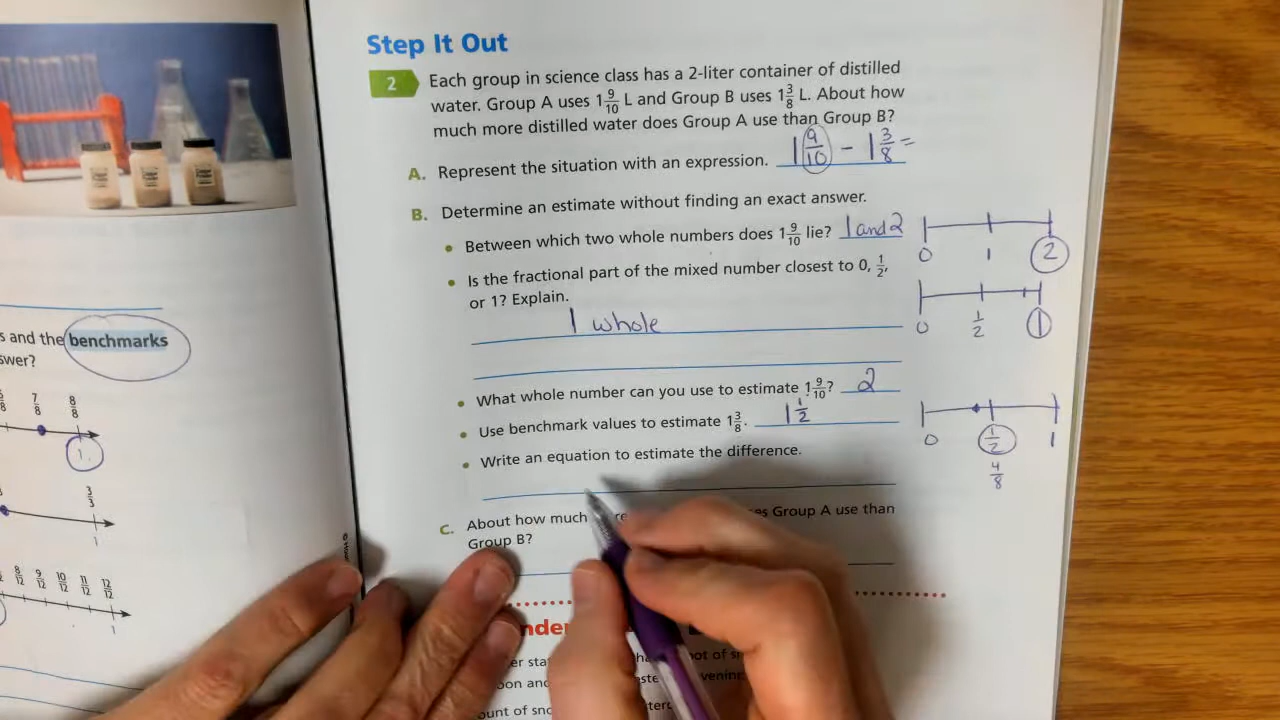 Step It Out
2 Each group in science class has a 2-liter container of distilled
water. Group A uses 1 9/10 L and Group B uses 1 3/8 L. About how
much more distilled water does Group A use than Group B?
A. Represent the situation with an expression. 1 9/10 - 1 3/8 =
B. Determine an estimate without finding an exact answer.
• Between which two whole numbers does 1 9/10 lie? 1 and 2
0 1 2
• Is the fractional part of the mixed number closest to 0, 1/2,
or 1? Explain.
1 whole
0 1/2 1
• What whole number can you use to estimate 1 9/10? 2
• Use benchmark values to estimate 1 3/8. 1 1/2
0 1/2 1
4/8
• Write an equation to estimate the difference.
C. About how much Group A use than
Group B?
s and the benchmarks
swer?
7/8 8/8
1
3/3
1
8/12 9/12 10/12 11/12 12/12
1